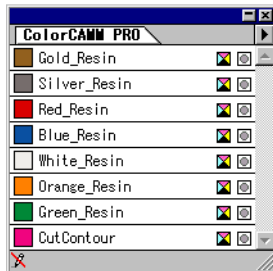 ColorCAMM PRO
Gold_Resin
Silver_Resin
Red_Resin
Blue_Resin
White_Resin
Orange_Resin
Green_Resin
CutContour